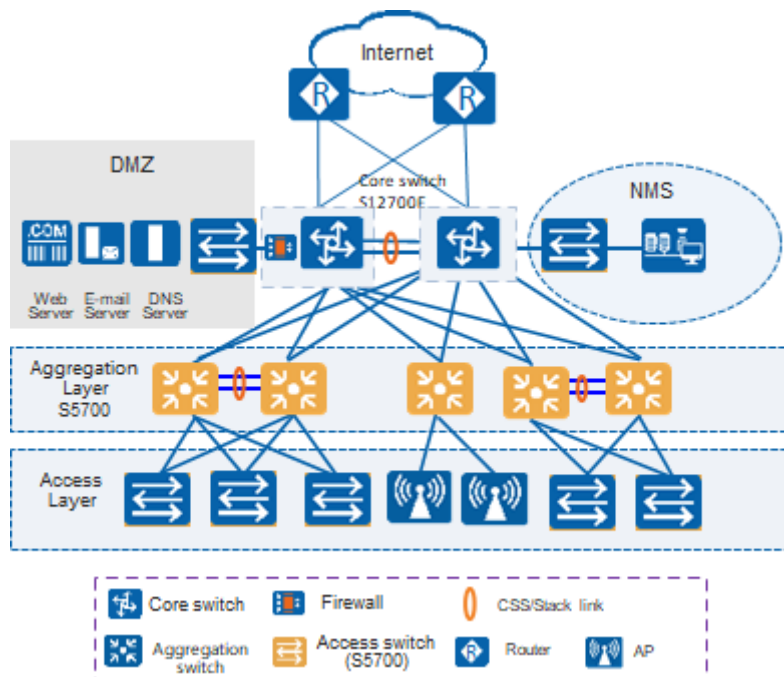 Internet
R
R
DMZ
Core switch
S12700E
NMS
.COM
Web
Server
E-mail
Server
DNS
Server
Aggregation
Layer
S5700
Access
Layer
Core switch
Firewall
CSS/Stack link
Aggregation
switch
Access switch
(S5700)
R
Router
AP